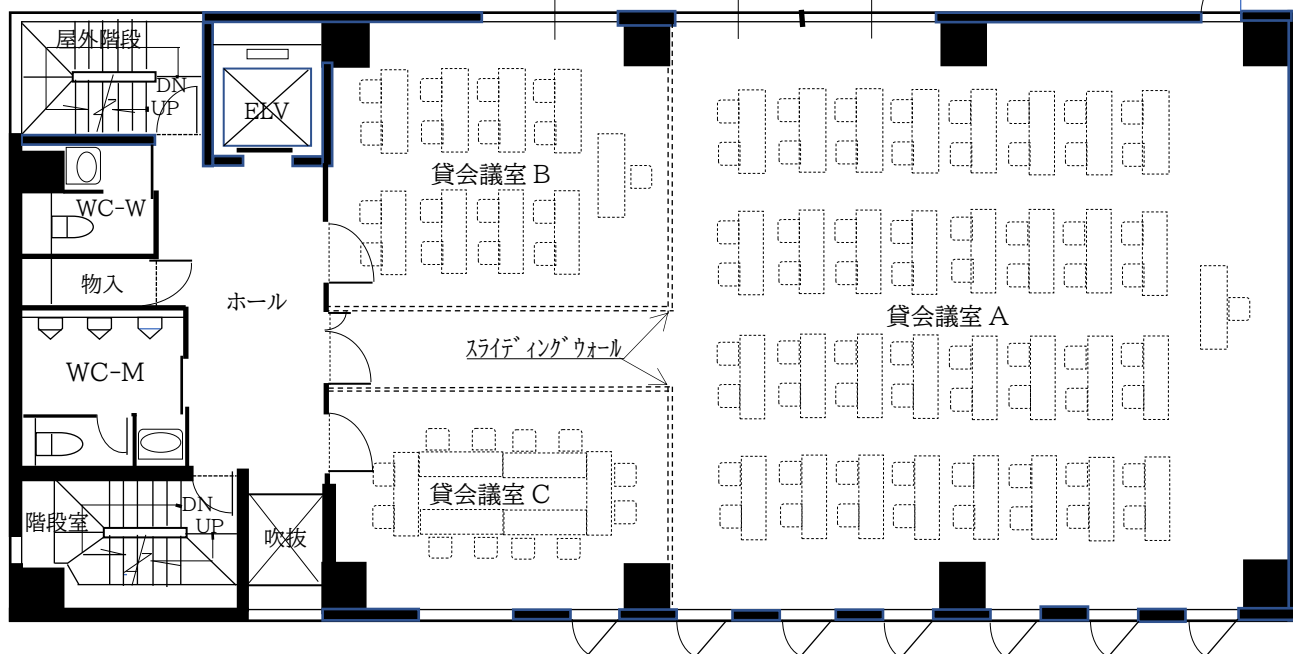 屋外階段
DN
UP
ELV
貸会議室 B
WC-W
物入
ホール
貸会議室 A
スライディングウォール
WC-M
貸会議室 C
階段室
DN
UP
吹抜